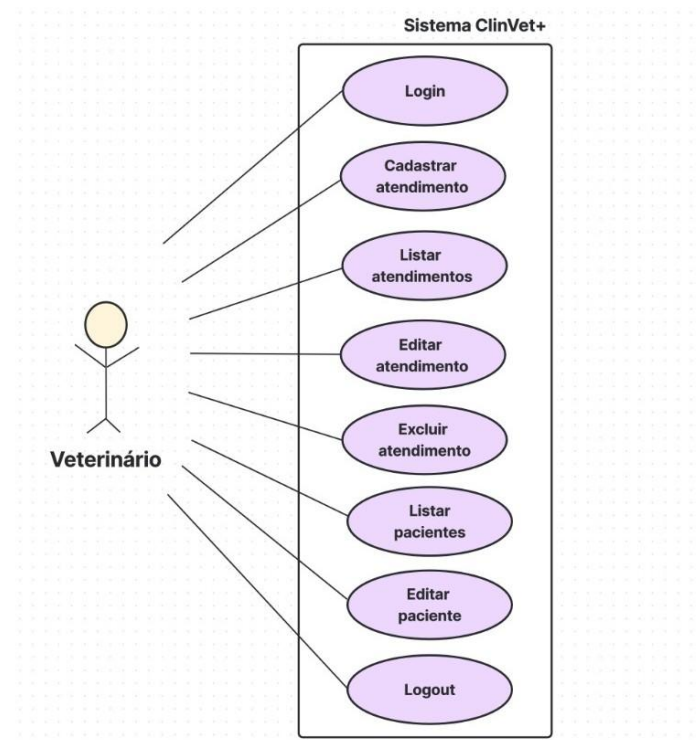 Sistema ClinVet+
Login
Cadastrar
atendimento
Listar
atendimentos
Editar
atendimento
Excluir
atendimento
Veterinário
Listar
pacientes
Editar
paciente
Logout